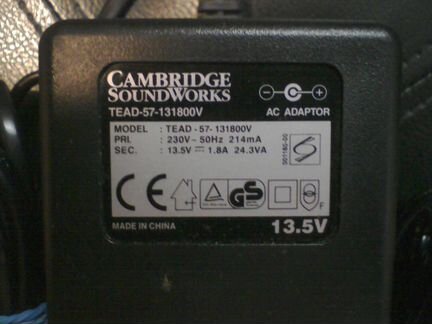 CAMBRIDGE
SOUNDWORKS
TEAD-57-131800V
AC ADAPTOR
MODEL : TEAD-57-131800V
PRI. : 230V~50Hz 214mA
SEC. : 13.5V⎓1.8A 24.3VA
CE
GS
F
MADE IN CHINA
13.5V